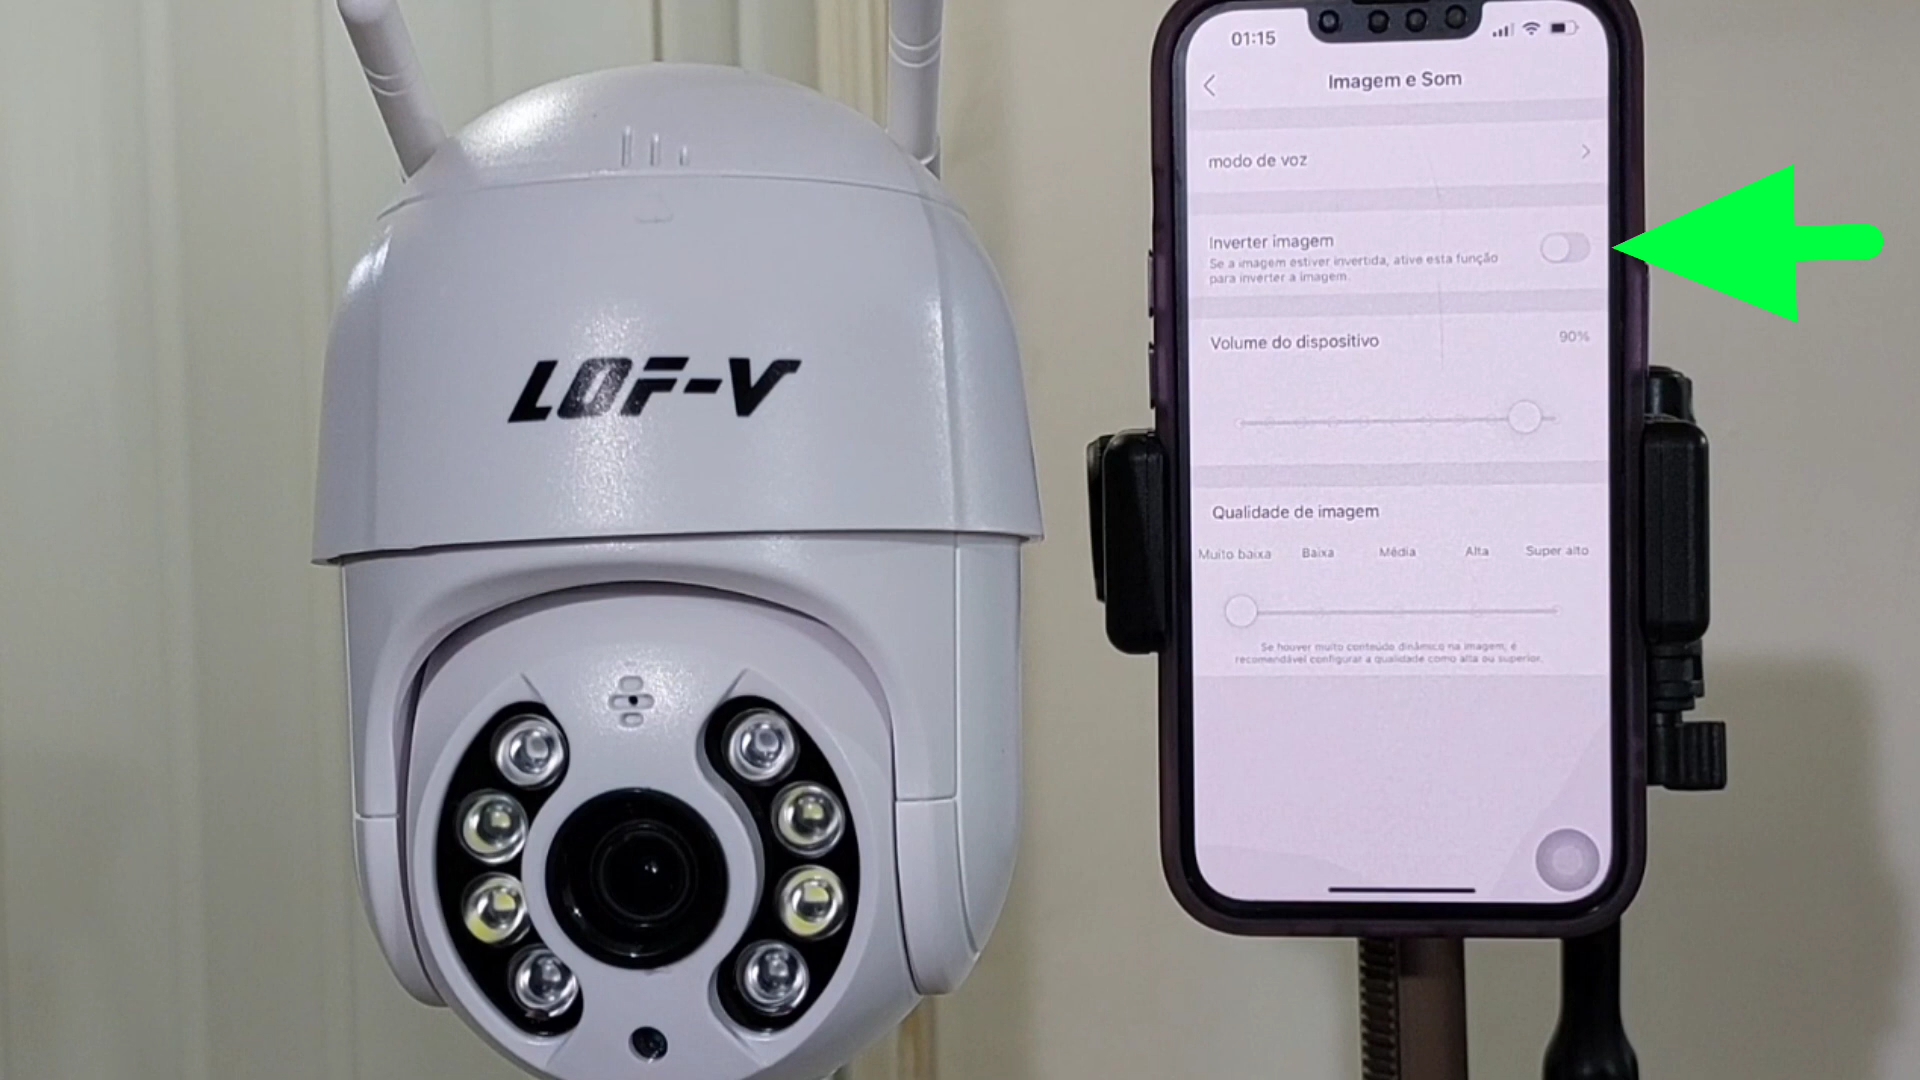 LOF-V
01:15
Imagem e Som
modo de voz
Inverter imagem
Se a imagem estiver invertida, ative esta função
para inverter a imagem.
Volume do dispositivo 90%
Qualidade de imagem
Muito baixa Baixa Média Alta Super alto
Se houver muito conteúdo dinâmico na imagem, é
recomendável configurar a qualidade como alta ou superior.